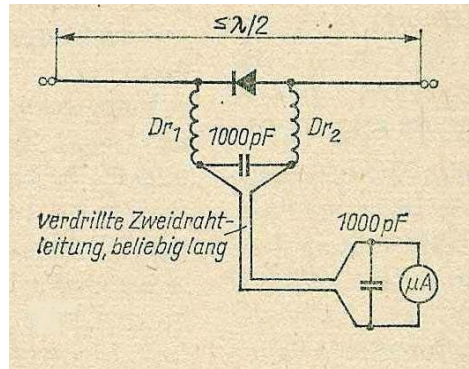 ≤λ/2
Dr1
1000pF
Dr2
verdrillte Zweidraht-
leitung, beliebig lang
1000pF
μA